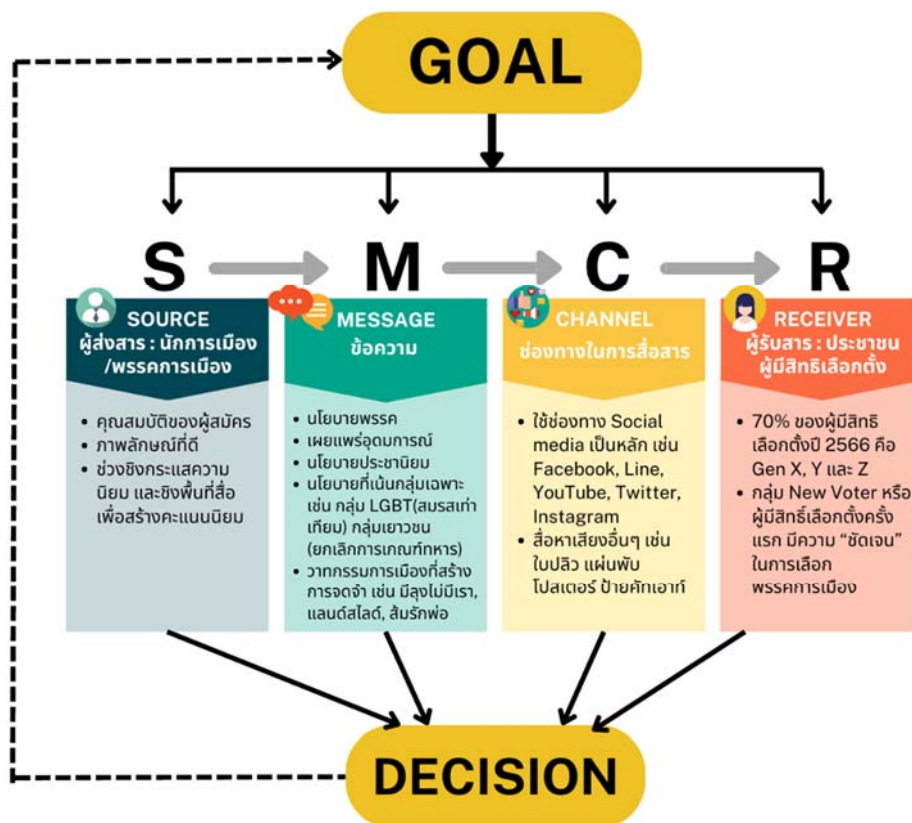 GOAL
S
M
C
R
SOURCE
ผู้ส่งสาร : นักการเมือง
/พรรคการเมือง
• คุณสมบัติของผู้สมัคร
• ภาพลักษณ์ที่ดี
• ช่วงชิงกระแสความ
นิยม และชิงพื้นที่สื่อ
เพื่อสร้างคะแนนนิยม
MESSAGE
ข้อความ
• นโยบายพรรค
• เผยแพร่อุดมการณ์
• นโยบายประชานิยม
• นโยบายที่เน้นกลุ่มเฉพาะ
เช่น กลุ่ม LGBT(สมรสเท่า
เทียม) กลุ่มเยาวชน
(ยกเลิกการเกณฑ์ทหาร)
• วาทกรรมการเมืองที่สร้าง
การจดจำ เช่น มีลุงไม่มีเรา,
แลนด์สไลด์, ส้มรักพ่อ
CHANNEL
ช่องทางในการสื่อสาร
• ใช้ช่องทาง Social
media เป็นหลัก เช่น
Facebook, Line,
YouTube, Twitter,
Instagram
• สื่อหาเสียงอื่นๆ เช่น
ใบปลิว แผ่นพับ
โปสเตอร์ ป้ายคัทเอาท์
RECEIVER
ผู้รับสาร : ประชาชน
ผู้มีสิทธิเลือกตั้ง
• 70% ของผู้มีสิทธิ
เลือกตั้งปี 2566 คือ
Gen X, Y และ Z
• กลุ่ม New Voter หรือ
ผู้มีสิทธิ์เลือกตั้งครั้ง
แรก มีความ “ชัดเจน”
ในการเลือก
พรรคการเมือง
DECISION